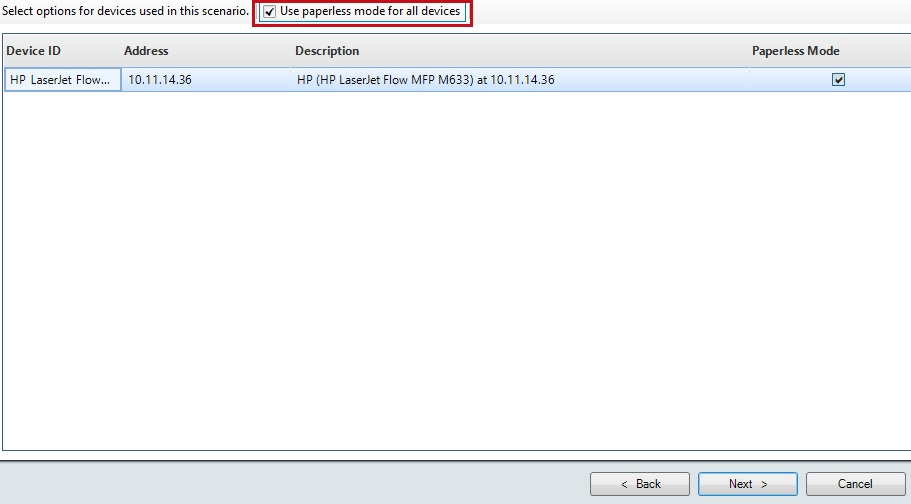 Select options for devices used in this scenario. Use paperless mode for all devices
Device ID Address Description Paperless Mode
HP LaserJet Flow... 10.11.14.36 HP (HP LaserJet Flow MFP M633) at 10.11.14.36
< Back Next > Cancel